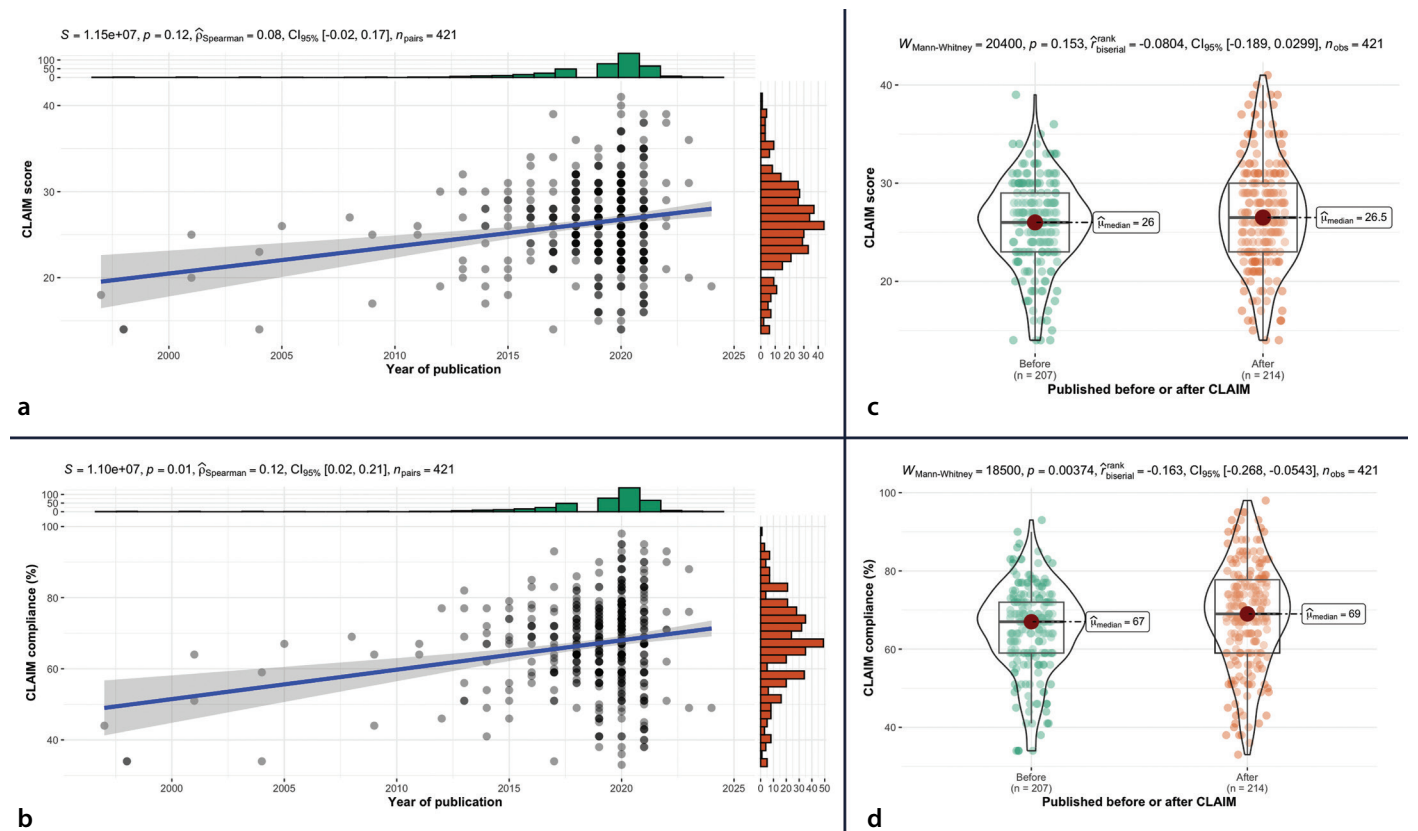 S = 1.15e+07, p = 0.12, ρ̂Spearman = 0.08, CI95% [-0.02, 0.17], npairs = 421
100
50
0
40
30
20
CLAIM score
2000 2005 2010 2015 2020 2025
0 10 20 30 40
Year of publication
a
S = 1.10e+07, p = 0.01, ρ̂Spearman = 0.12, CI95% [0.02, 0.21], npairs = 421
100
50
0
100
80
60
40
CLAIM compliance (%)
2000 2005 2010 2015 2020 2025
0 10 20 30 40 50
Year of publication
b
WMann-Whitney = 20400, p = 0.153, r̂rank biserial = -0.0804, CI95% [-0.189, 0.0299], nobs = 421
40
30
20
CLAIM score
μ̂median = 26
μ̂median = 26.5
Before After
(n = 207) (n = 214)
Published before or after CLAIM
c
WMann-Whitney = 18500, p = 0.00374, r̂rank biserial = -0.163, CI95% [-0.268, -0.0543], nobs = 421
100
80
60
40
CLAIM compliance (%)
μ̂median = 67
μ̂median = 69
Before After
(n = 207) (n = 214)
Published before or after CLAIM
d